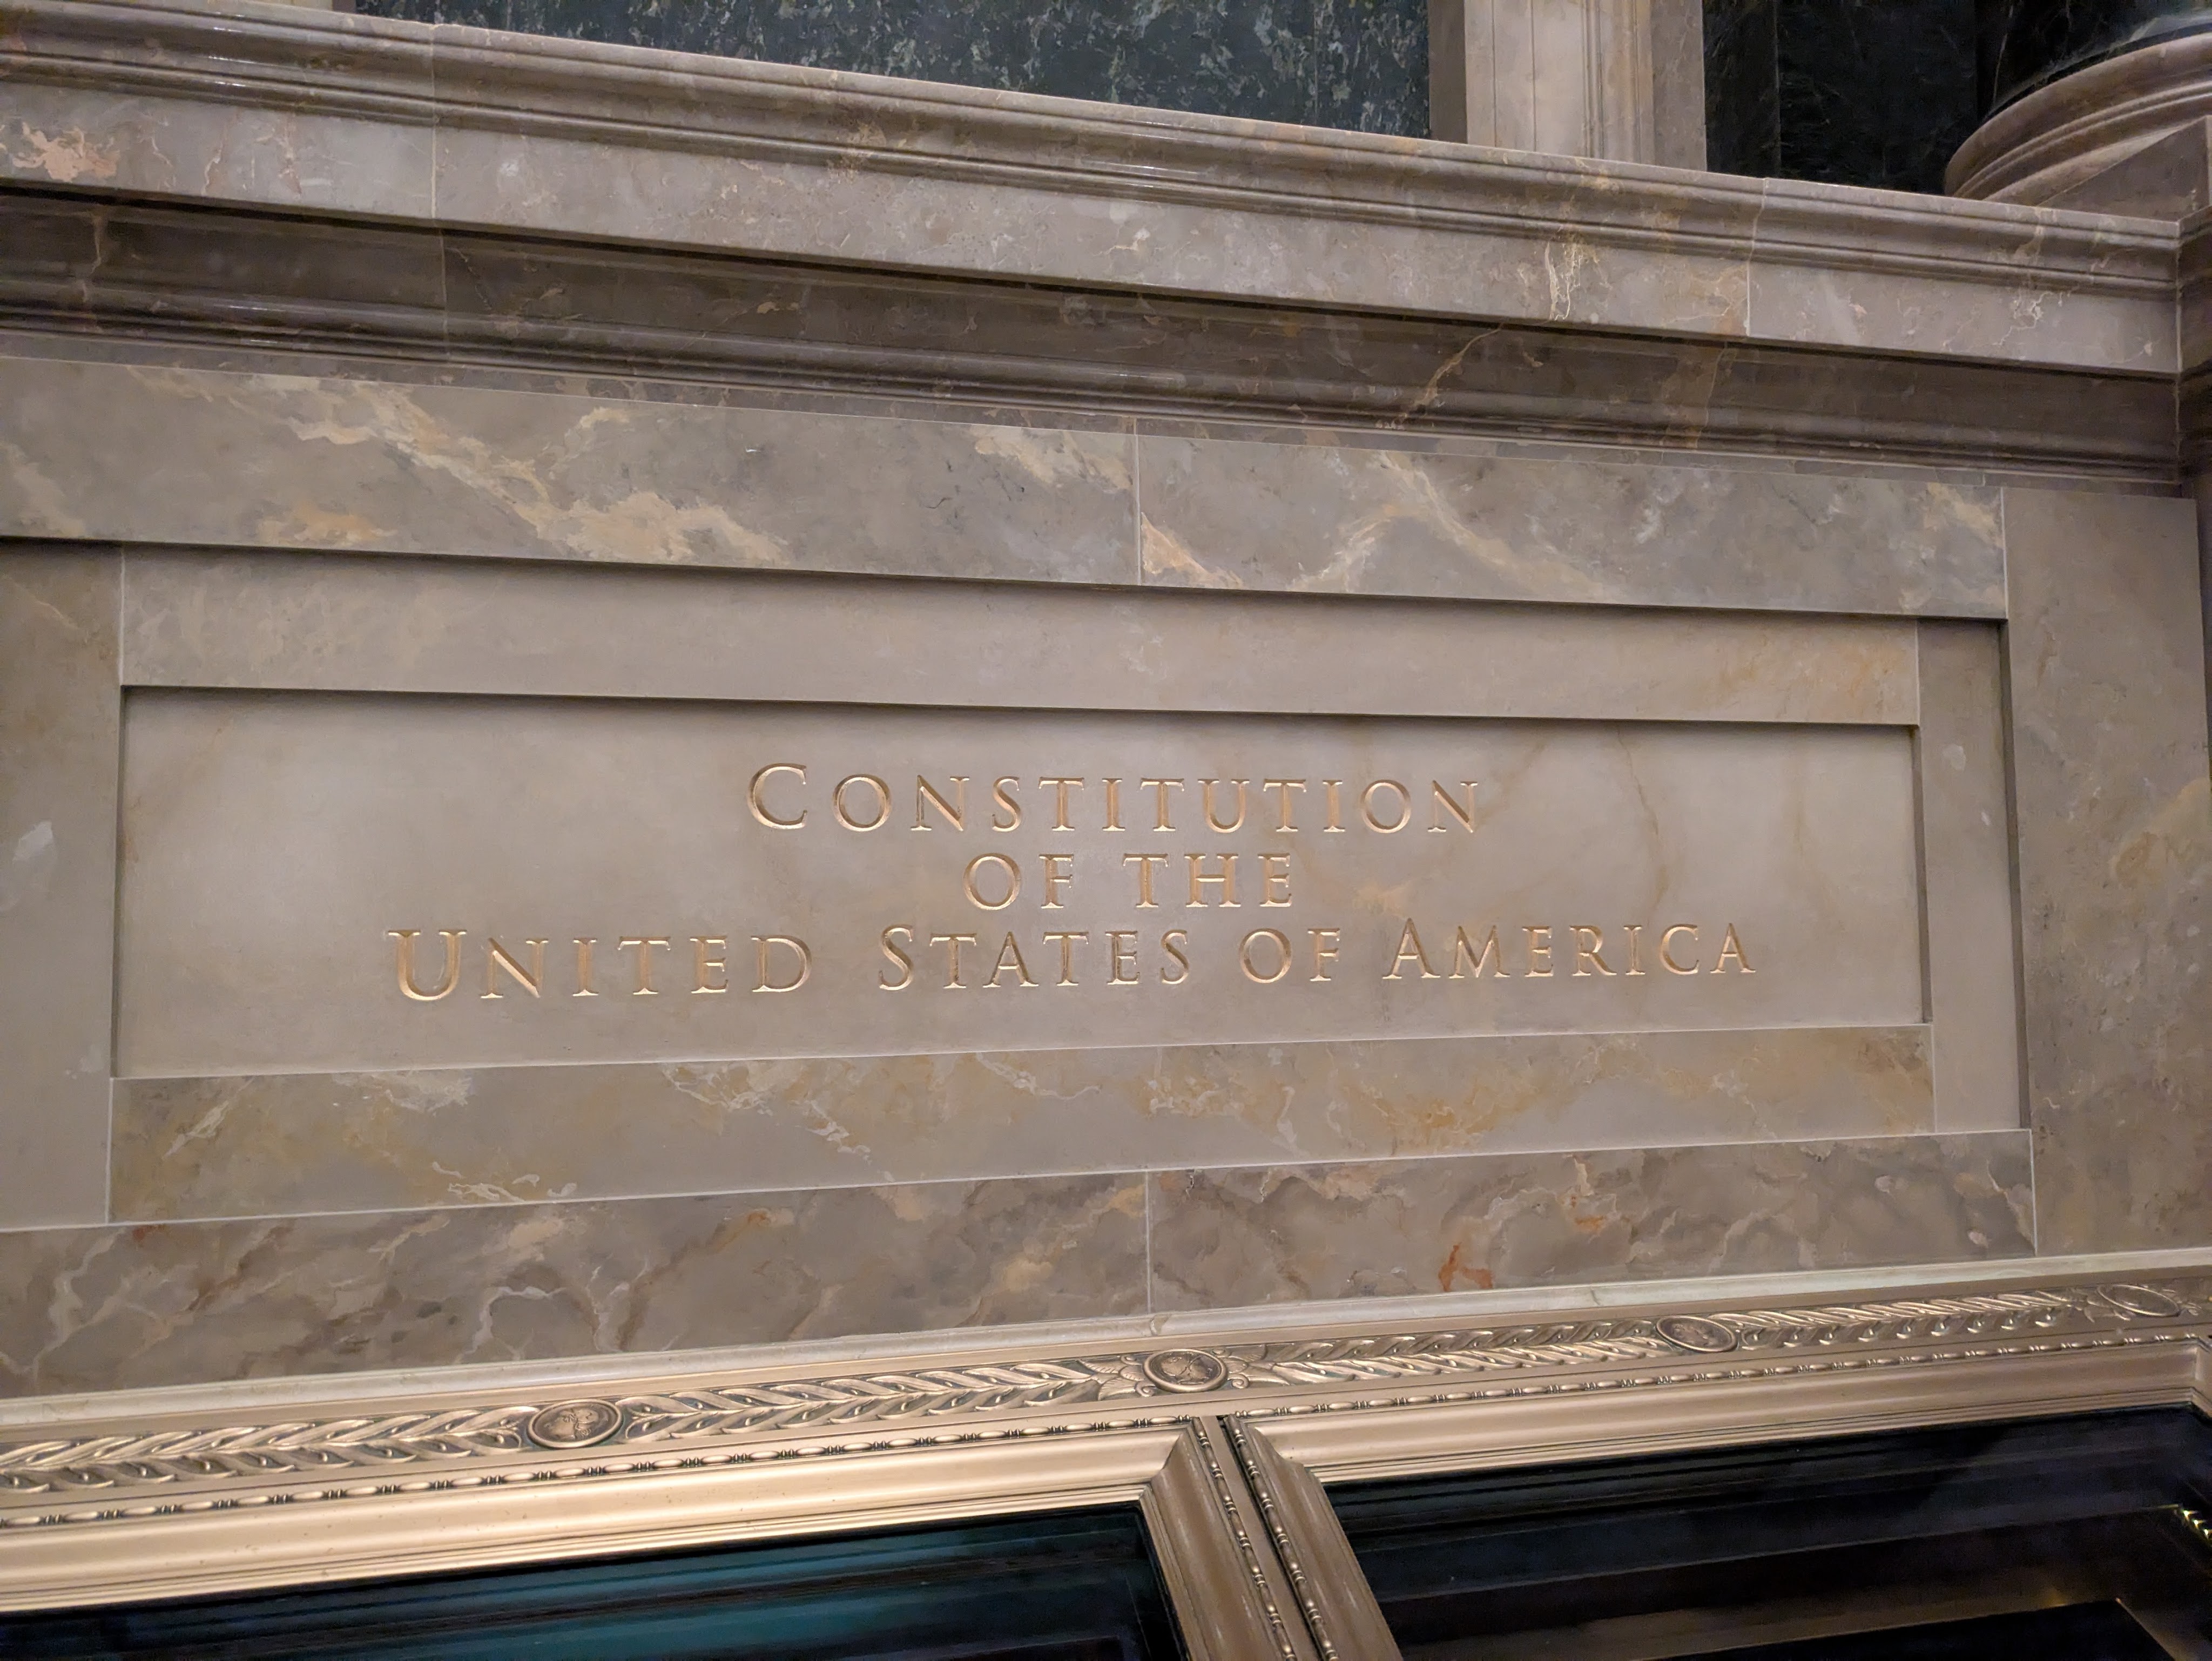 CONSTITUTION
OF THE
UNITED STATES OF AMERICA